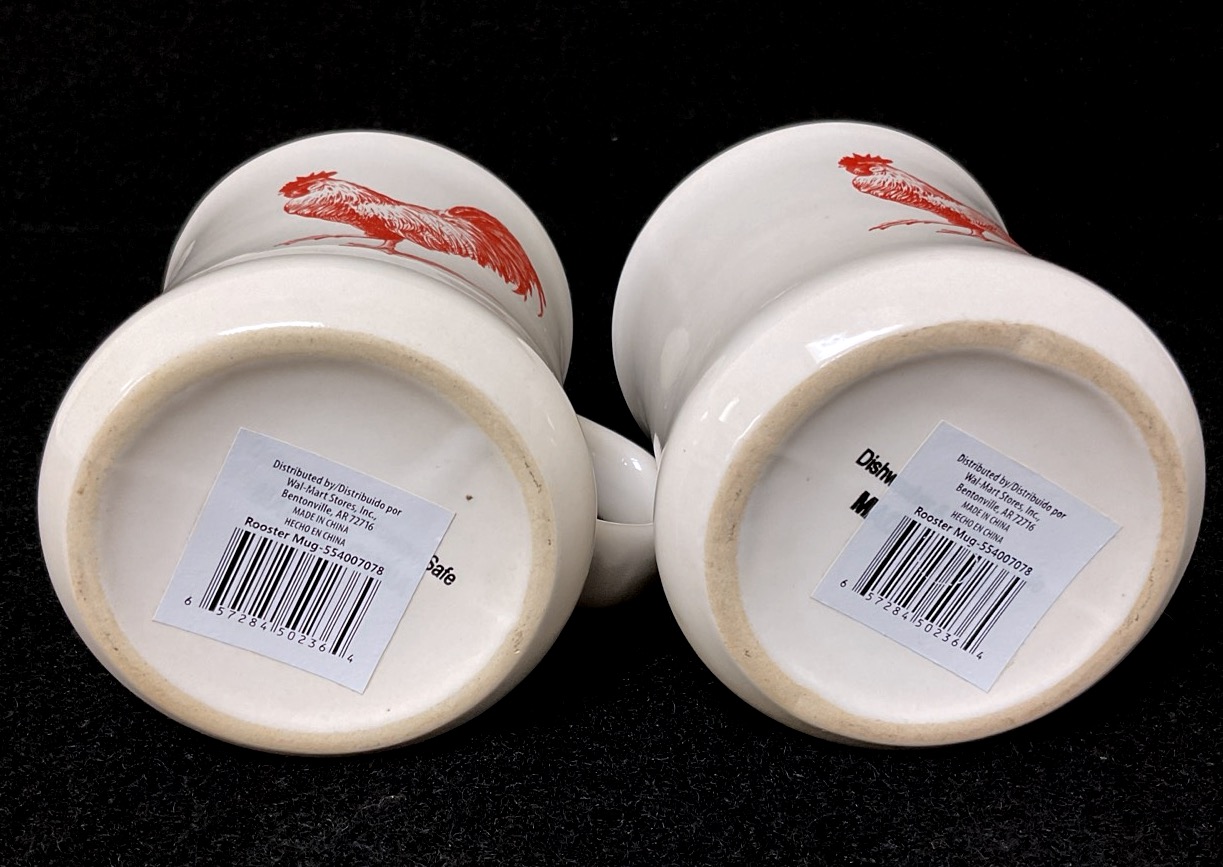 Distributed by/Distribuido por
Wal-Mart Stores, Inc.,
Bentonville, AR 72716
MADE IN CHINA
HECHO EN CHINA
Rooster Mug-554007078
6 57284 50236 4
Safe
Dishw
M
Distributed by/Distribuido por
Wal-Mart Stores, Inc.,
Bentonville, AR 72716
MADE IN CHINA
HECHO EN CHINA
Rooster Mug-554007078
6 57284 50236 4